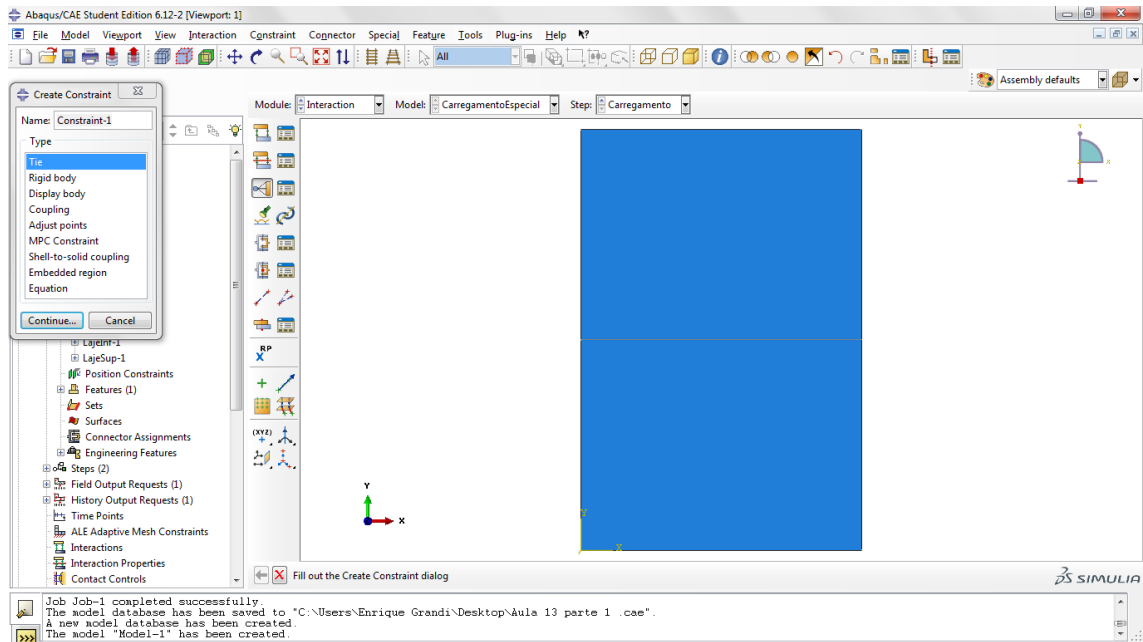 Abaqus/CAE Student Edition 6.12-2 [Viewport: 1]
File Model Viewport View Interaction Constraint Connector Special Feature Tools Plug-ins Help
All
Assembly defaults
Create Constraint
Module: Interaction Model: CarregamentoEspecial Step: Carregamento
Name: Constraint-1
Type
Tie
Rigid body
Display body
Coupling
Adjust points
MPC Constraint
Shell-to-solid coupling
Embedded region
Equation
Continue... Cancel
LajeInf-1
LajeSup-1
Position Constraints
Features (1)
Sets
Surfaces
Connector Assignments
Engineering Features
Steps (2)
Field Output Requests (1)
History Output Requests (1)
Time Points
ALE Adaptive Mesh Constraints
Interactions
Interaction Properties
Contact Controls
RP
(XYZ)
Y
X
Y
X
Y
X
Fill out the Create Constraint dialog
SIMULIA
Job Job-1 completed successfully.
The model database has been saved to "C:\Users\Enrique Grandi\Desktop\Aula 13 parte 1 .cae".
A new model database has been created.
The model "Model-1" has been created.